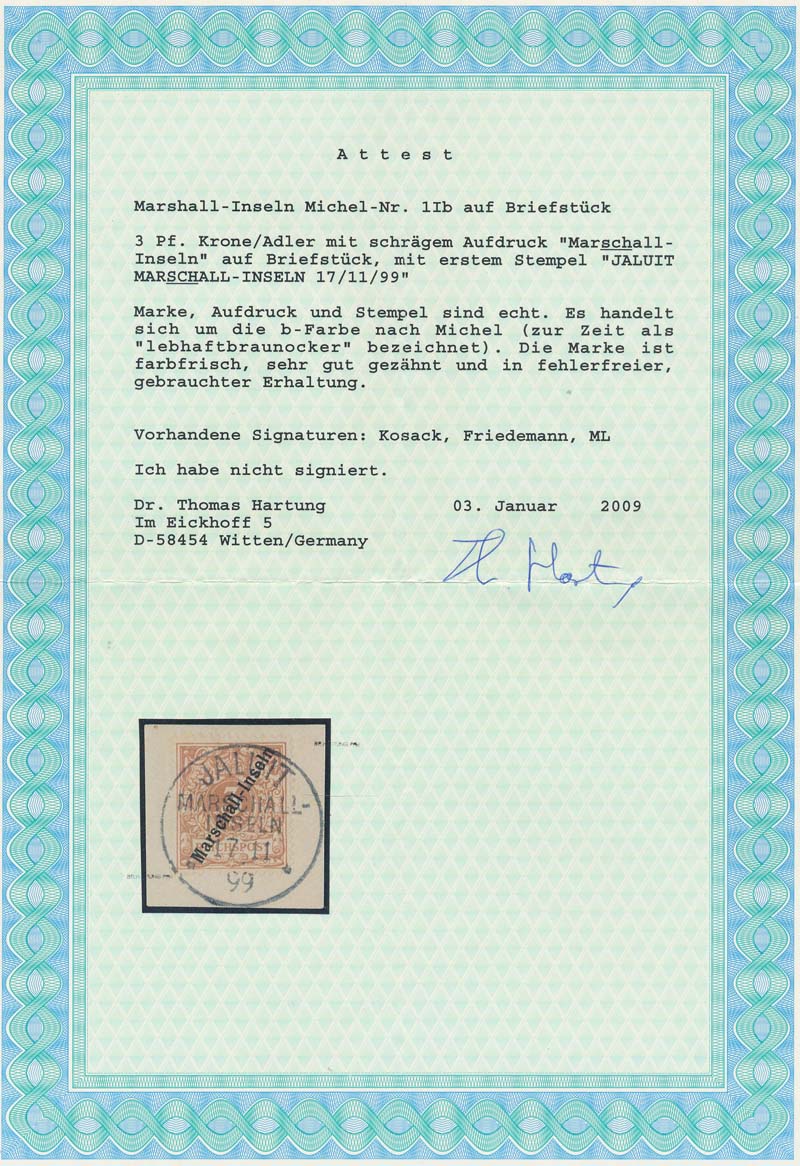 A t t e s t
Marshall-Inseln Michel-Nr. 1Ib auf Briefstück
3 Pf. Krone/Adler mit schrägem Aufdruck "Marschall-
Inseln" auf Briefstück, mit erstem Stempel "JALUIT
MARSCHALL-INSELN 17/11/99"
Marke, Aufdruck und Stempel sind echt. Es handelt
sich um die b-Farbe nach Michel (zur Zeit als
"lebhaftbraunocker" bezeichnet). Die Marke ist
farbfrisch, sehr gut gezähnt und in fehlerfreier,
gebrauchter Erhaltung.
Vorhandene Signaturen: Kosack, Friedemann, ML
Ich habe nicht signiert.
Dr. Thomas Hartung 03. Januar 2009
Im Eickhoff 5
D-58454 Witten/Germany
JALUIT
MARSCHALL-
INSELN
17 11
99
Marschall-Inseln
REICHSPOST